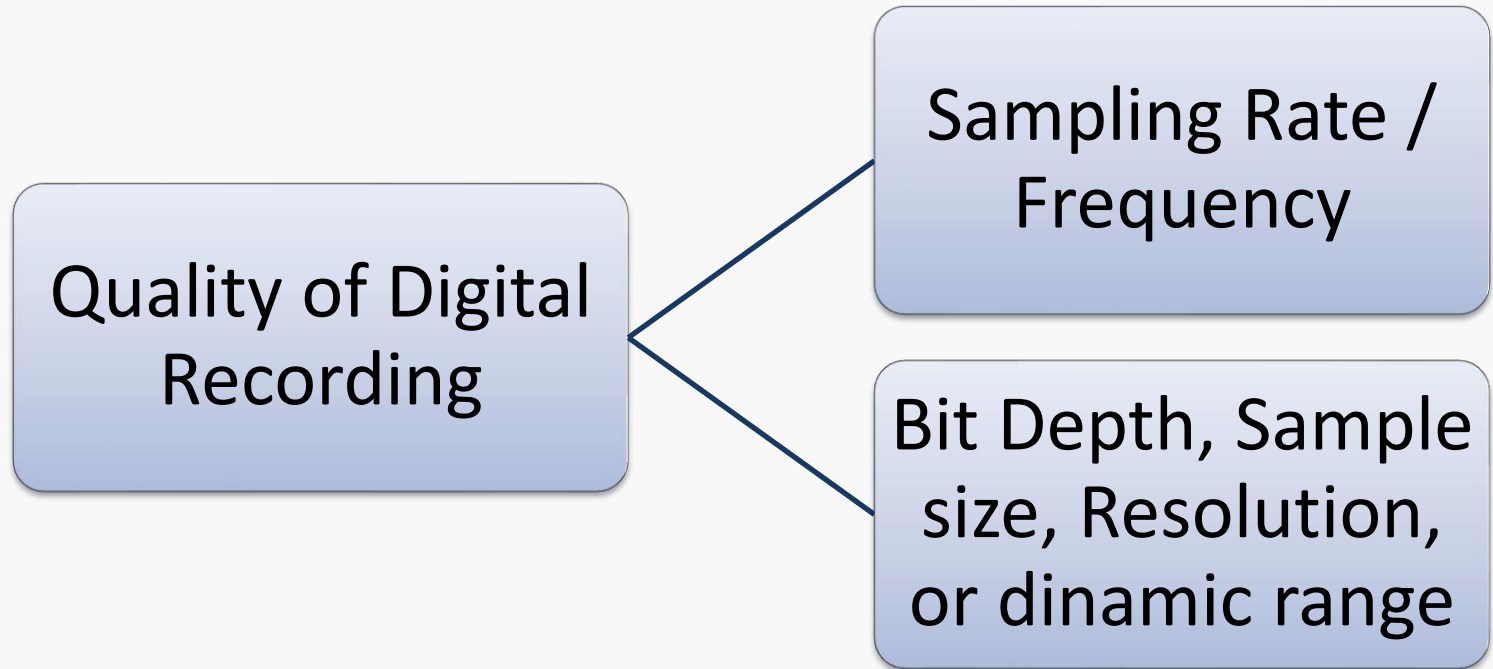 Quality of Digital
Recording
Sampling Rate /
Frequency
Bit Depth, Sample
size, Resolution,
or dinamic range